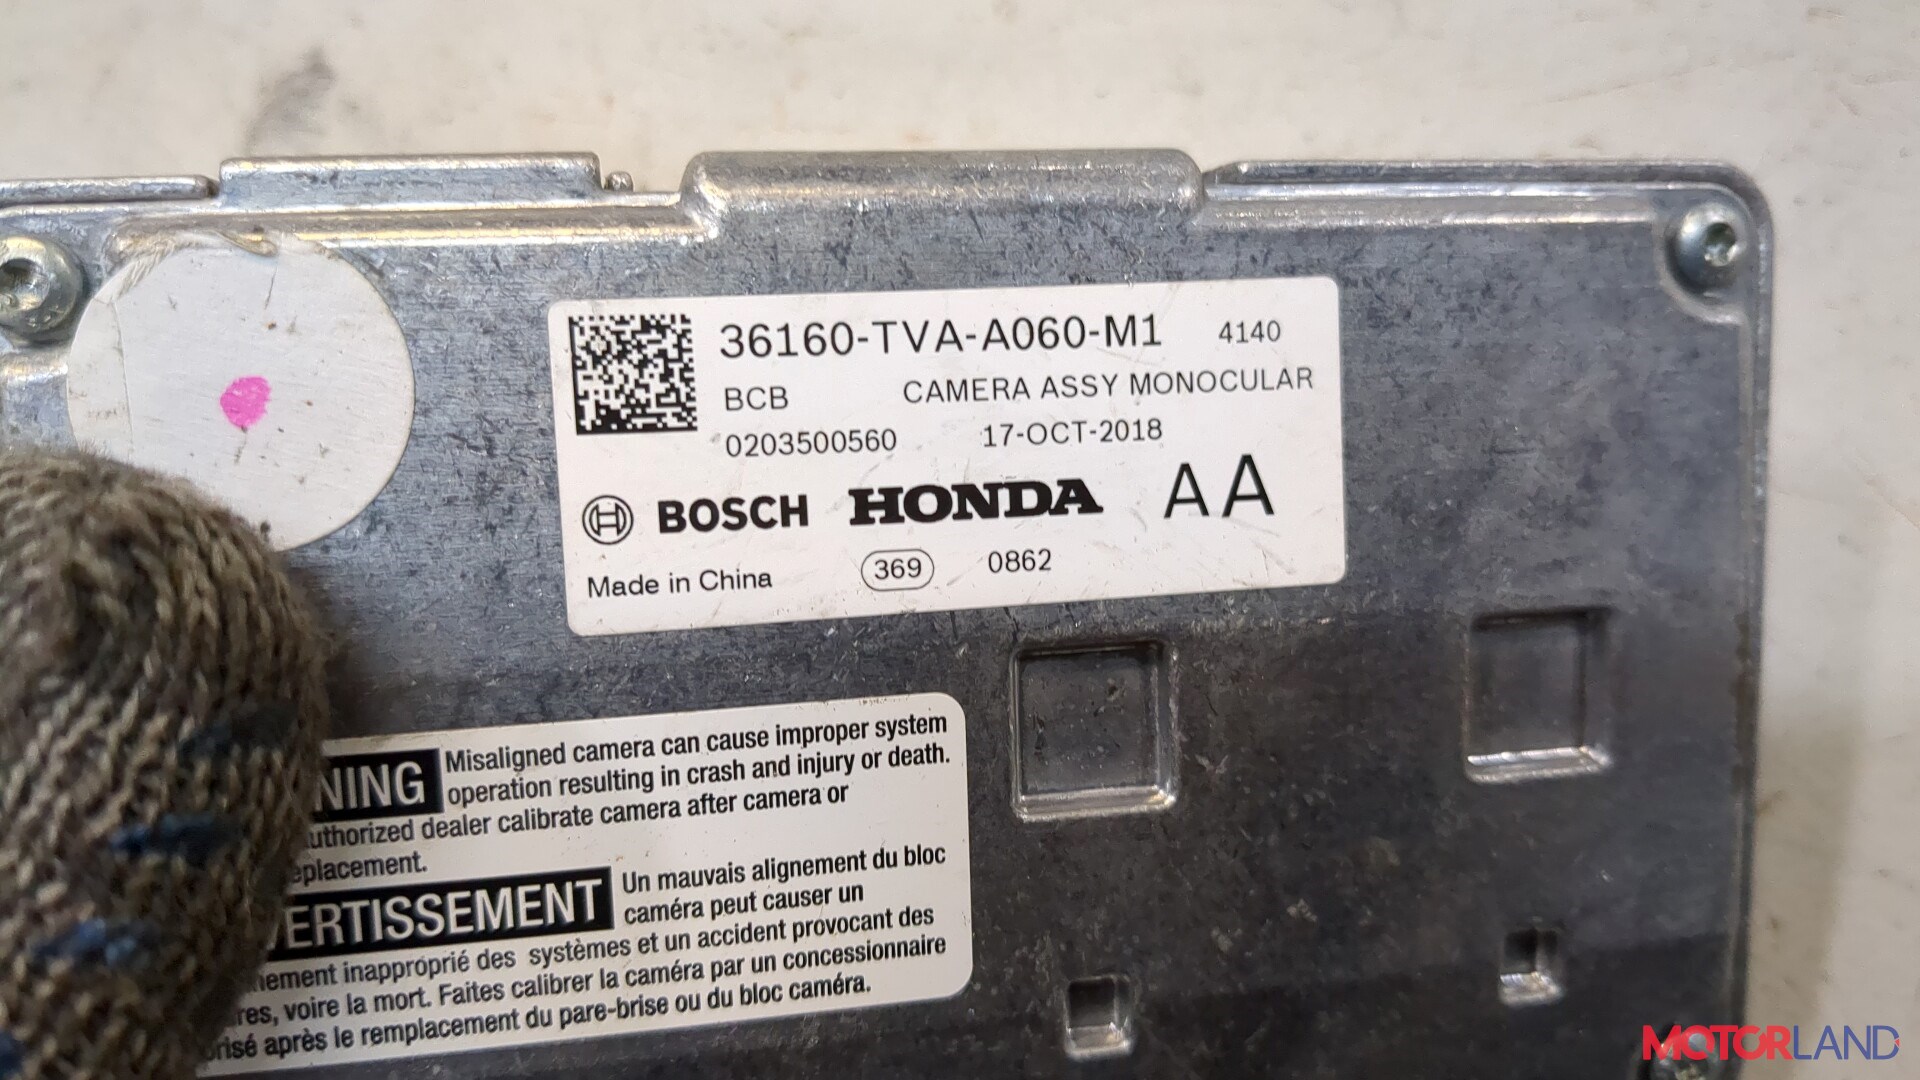 36160-TVA-A060-M1 4140
BCB CAMERA ASSY MONOCULAR
0203500560 17-OCT-2018
BOSCH HONDA AA
Made in China 369 0862
NING Misaligned camera can cause improper system
operation resulting in crash and injury or death.
uthorized dealer calibrate camera after camera or
eplacement.
ERTISSEMENT Un mauvais alignement du bloc
caméra peut causer un
nement inapproprié des systèmes et un accident provocant des
res, voire la mort. Faites calibrer la caméra par un concessionnaire
orisé après le remplacement du pare-brise ou du bloc caméra.
MOTORLAND